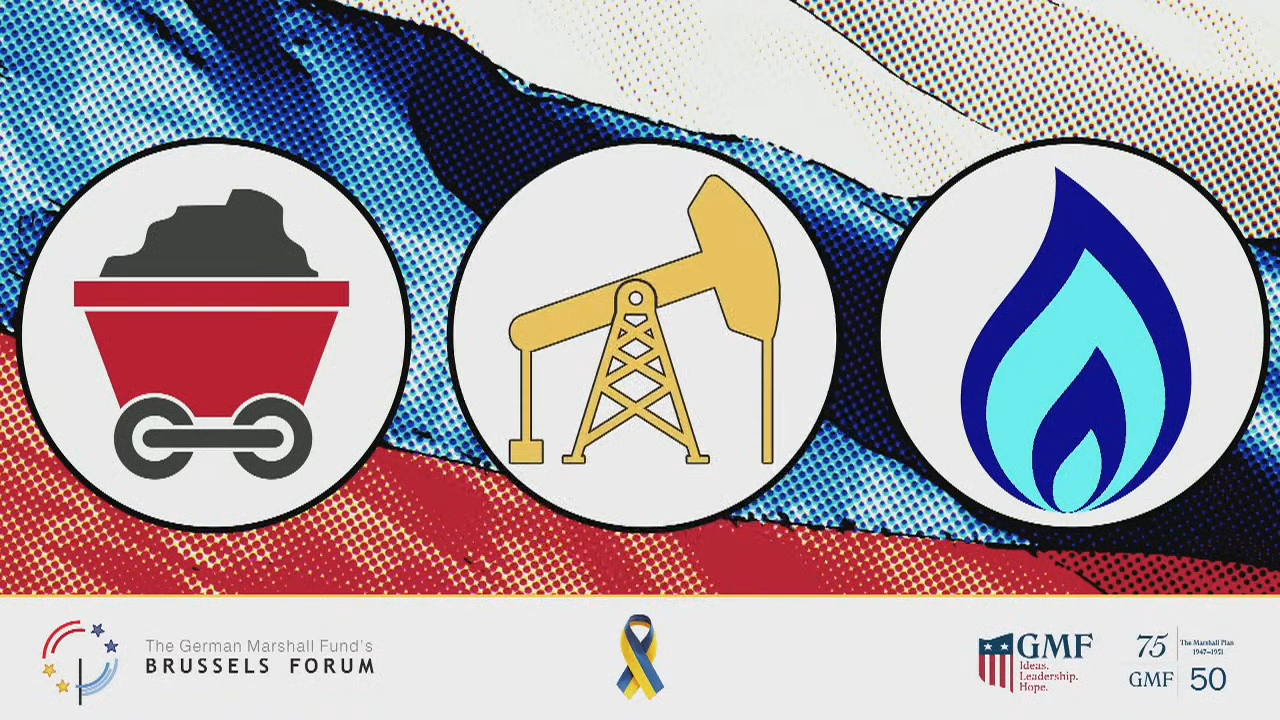 The German Marshall Fund's
BRUSSELS FORUM
GMF
Ideas.
Leadership.
Hope.
75
The Marshall Plan
1947–1951
GMF
50